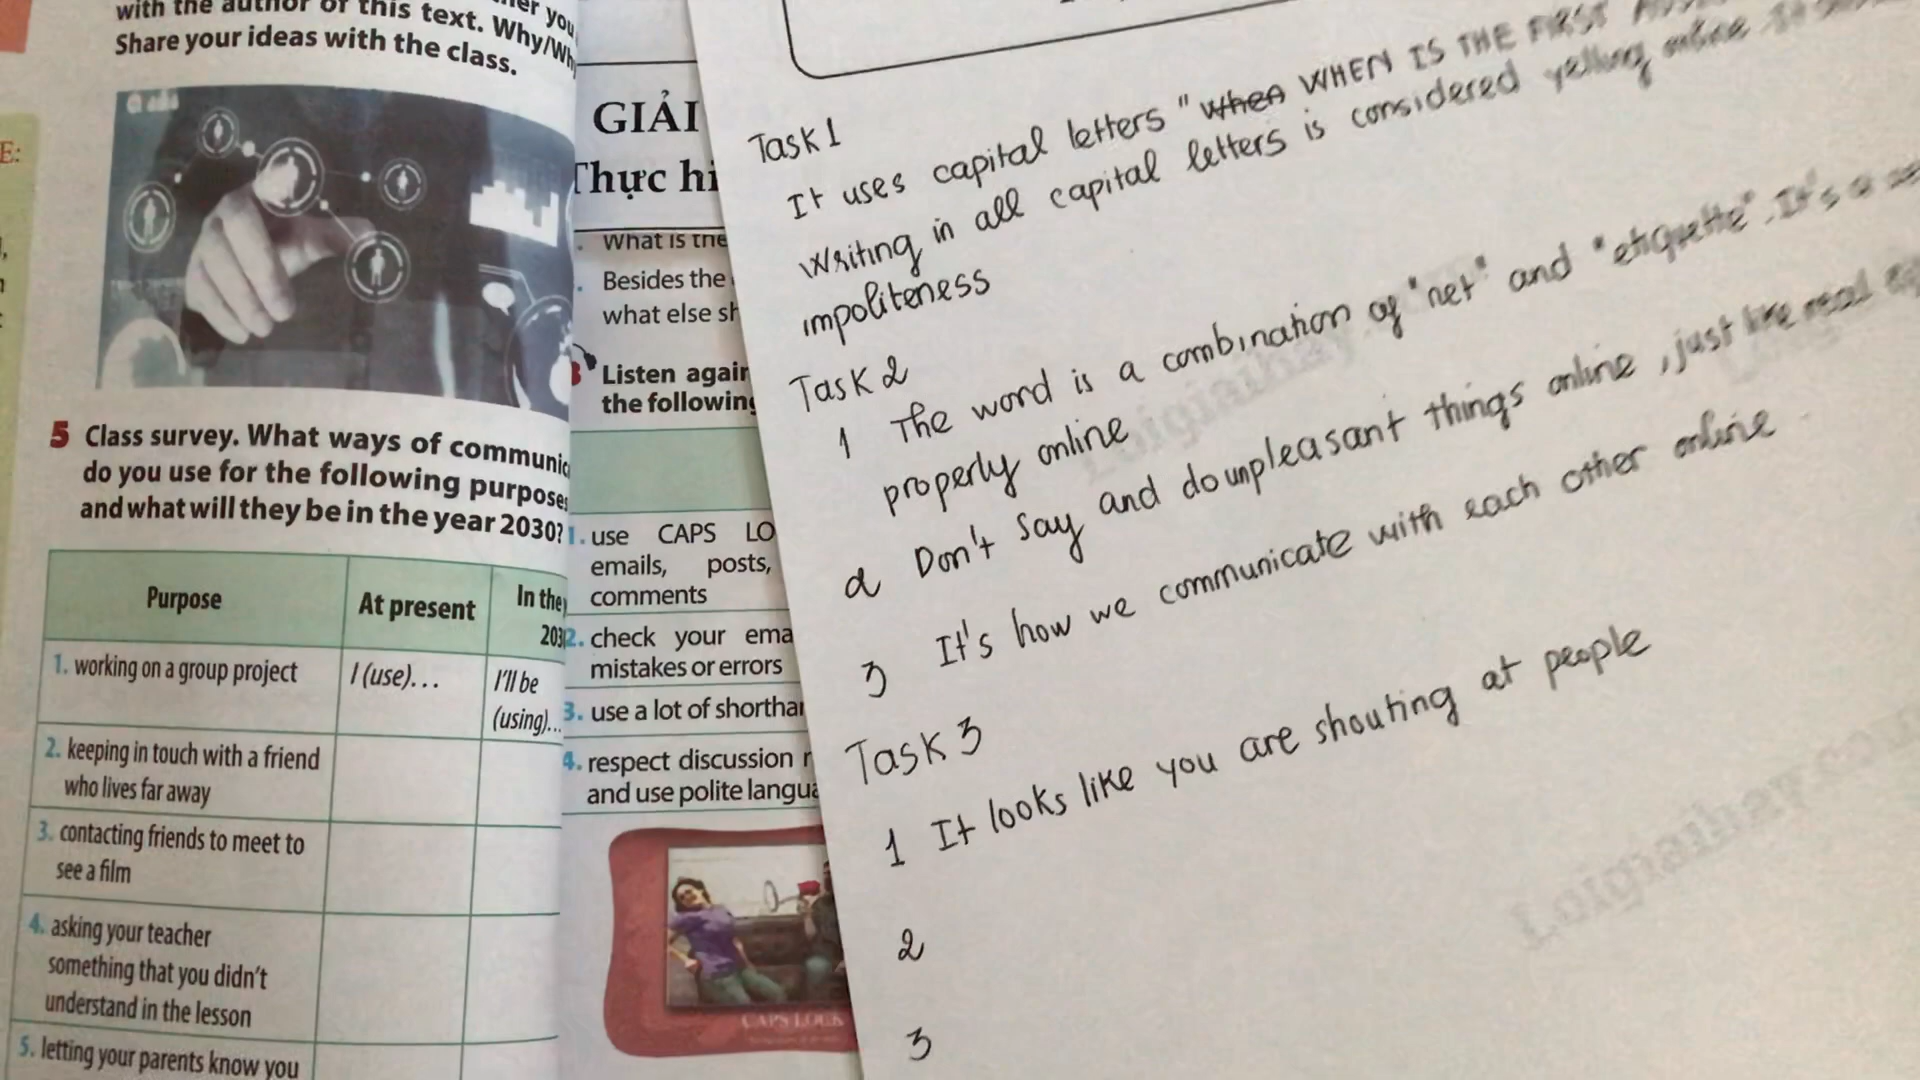 with the author of this text. Why/Wh
Share your ideas with the class.
E:
5 Class survey. What ways of communic
do you use for the following purposes
and what will they be in the year 2030?
Purpose
At present
In the y
203
1. working on a group project
I (use)...
I'll be
(using)...
2. keeping in touch with a friend
who lives far away
3. contacting friends to meet to
see a film
4. asking your teacher
something that you didn't
understand in the lesson
5. letting your parents know you
GIẢI
Thực hi
. What is the
. Besides the
what else sh
3 Listen again
the following
1. use CAPS LO
emails, posts,
comments
2. check your ema
mistakes or errors
3. use a lot of shorthan
4. respect discussion r
and use polite langua
CAPS LOCK
Task 1
It uses capital letters "when WHEN IS THE FIRST
Writing in all capital letters is considered yelling online
impoliteness
Task 2
1 The word is a combination of "net" and "etiquette". It's a
properly online
2 Don't say and do unpleasant things online, just like real
3 It's how we communicate with each other online
Task 3
1 It looks like you are shouting at people
2
3
Loigiaihay.com